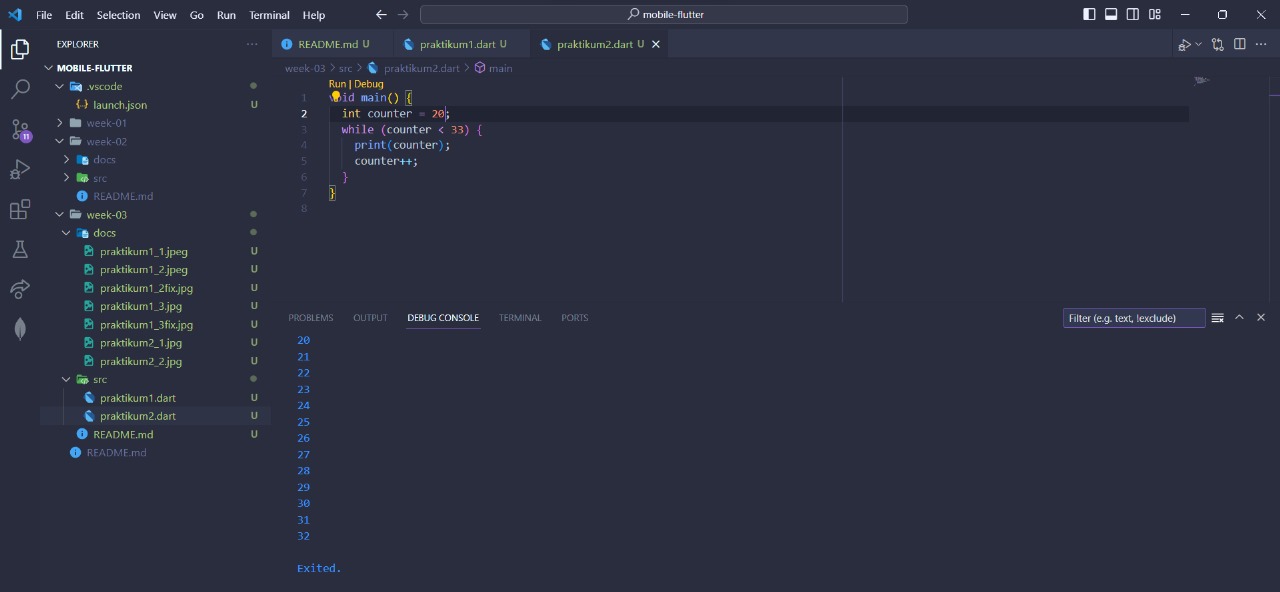 File Edit Selection View Go Run Terminal Help
mobile-flutter
EXPLORER
MOBILE-FLUTTER
.vscode
launch.json U
week-01
week-02
docs
src
README.md
week-03
docs
praktikum1_1.jpeg U
praktikum1_2.jpeg U
praktikum1_2fix.jpg U
praktikum1_3.jpg U
praktikum1_3fix.jpg U
praktikum2_1.jpg U
praktikum2_2.jpg U
src
praktikum1.dart U
praktikum2.dart U
README.md U
README.md
11
README.md U praktikum1.dart U praktikum2.dart U
week-03 > src > praktikum2.dart > main
Run | Debug
1 void main() {
2 int counter = 20;
3 while (counter < 33) {
4 print(counter);
5 counter++;
6 }
7 }
8
PROBLEMS OUTPUT DEBUG CONSOLE TERMINAL PORTS
Filter (e.g. text, !exclude)
20
21
22
23
24
25
26
27
28
29
30
31
32
Exited.